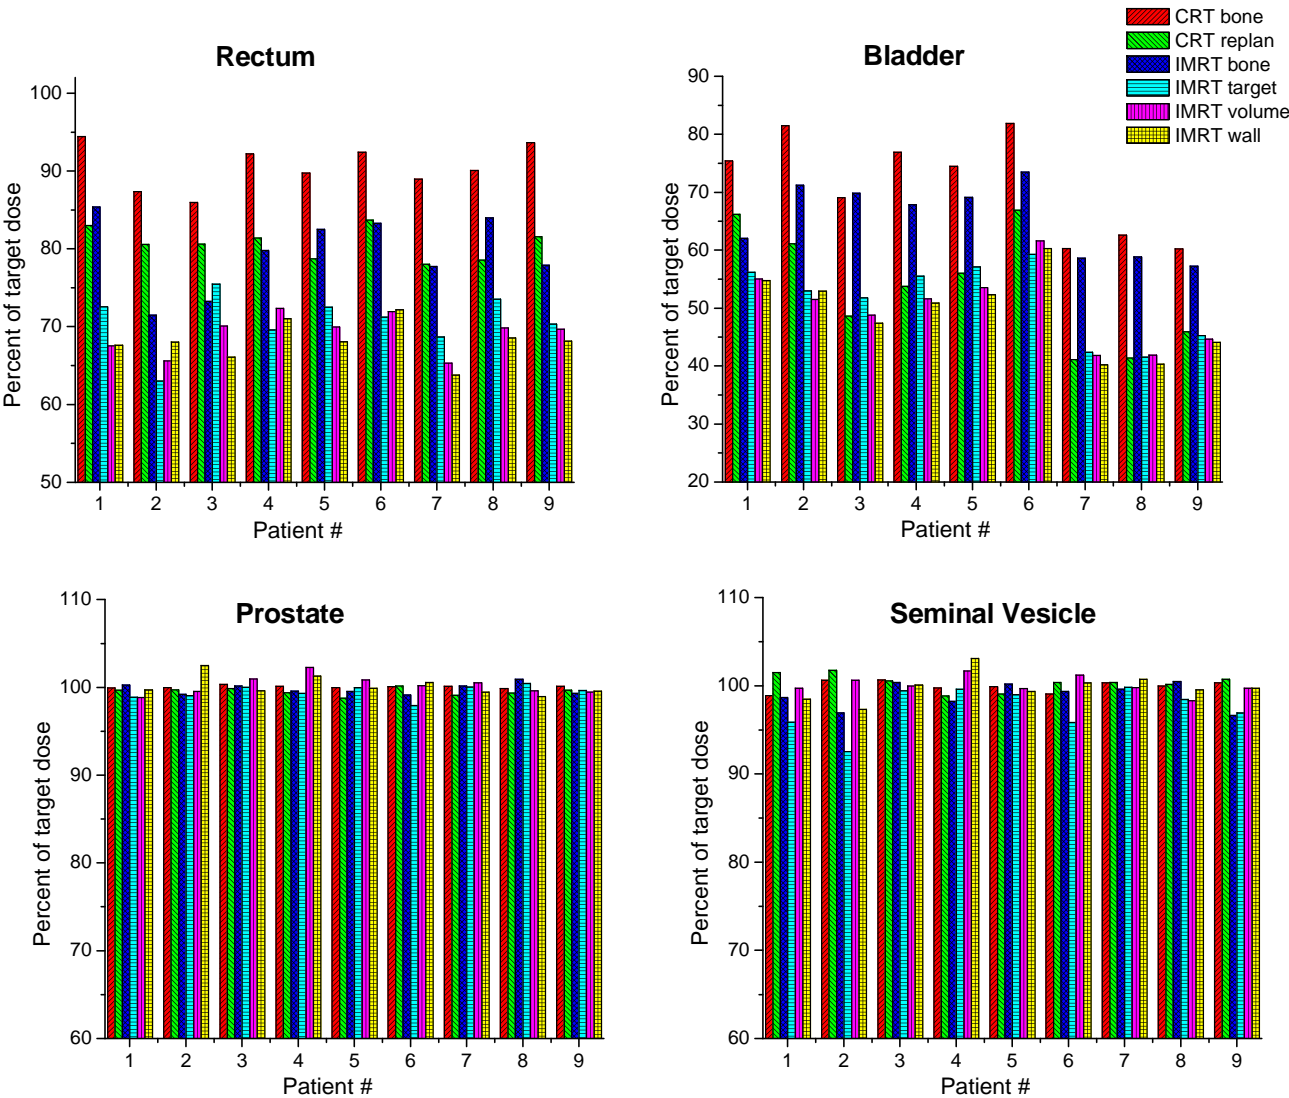 CRT bone
CRT replan
IMRT bone
IMRT target
IMRT volume
IMRT wall
Rectum
100
90
80
70
60
50
Percent of target dose
1 2 3 4 5 6 7 8 9
Patient #
Bladder
90
80
70
60
50
40
30
20
Percent of target dose
1 2 3 4 5 6 7 8 9
Patient #
Prostate
110
100
90
80
70
60
Percent of target dose
1 2 3 4 5 6 7 8 9
Patient #
Seminal Vesicle
110
100
90
80
70
60
Percent of target dose
1 2 3 4 5 6 7 8 9
Patient #